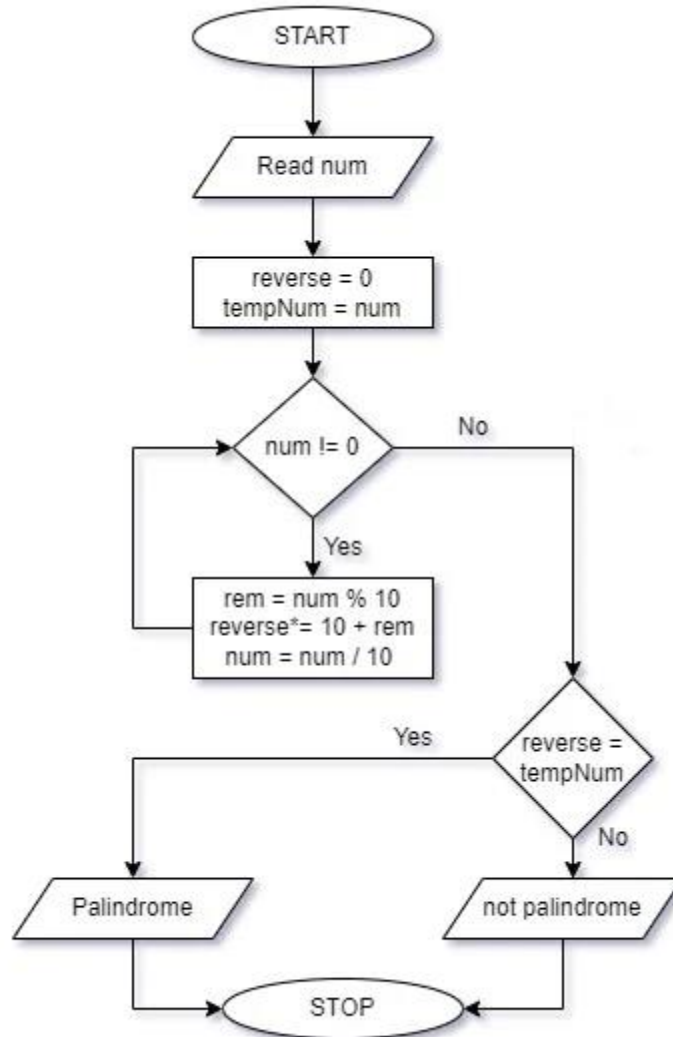 START
Read num
reverse = 0
tempNum = num
num != 0
No
Yes
rem = num % 10
reverse*= 10 + rem
num = num / 10
Yes
reverse =
tempNum
No
Palindrome
not palindrome
STOP